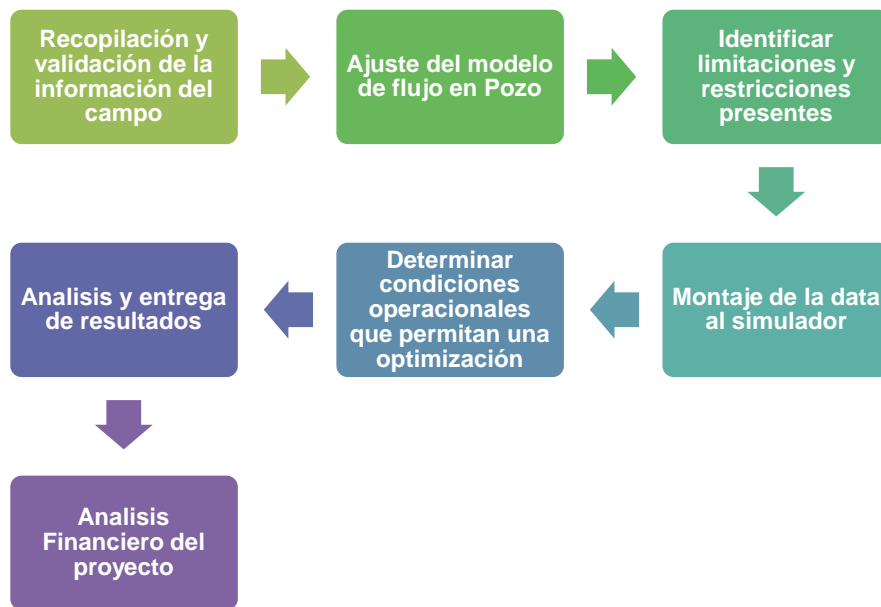 Recopilación y
validación de la
información del
campo
Ajuste del modelo
de flujo en Pozo
Identificar
limitaciones y
restricciones
presentes
Montaje de la data
al simulador
Determinar
condiciones
operacionales
que permitan una
optimización
Analisis y entrega
de resultados
Analisis
Financiero del
proyecto